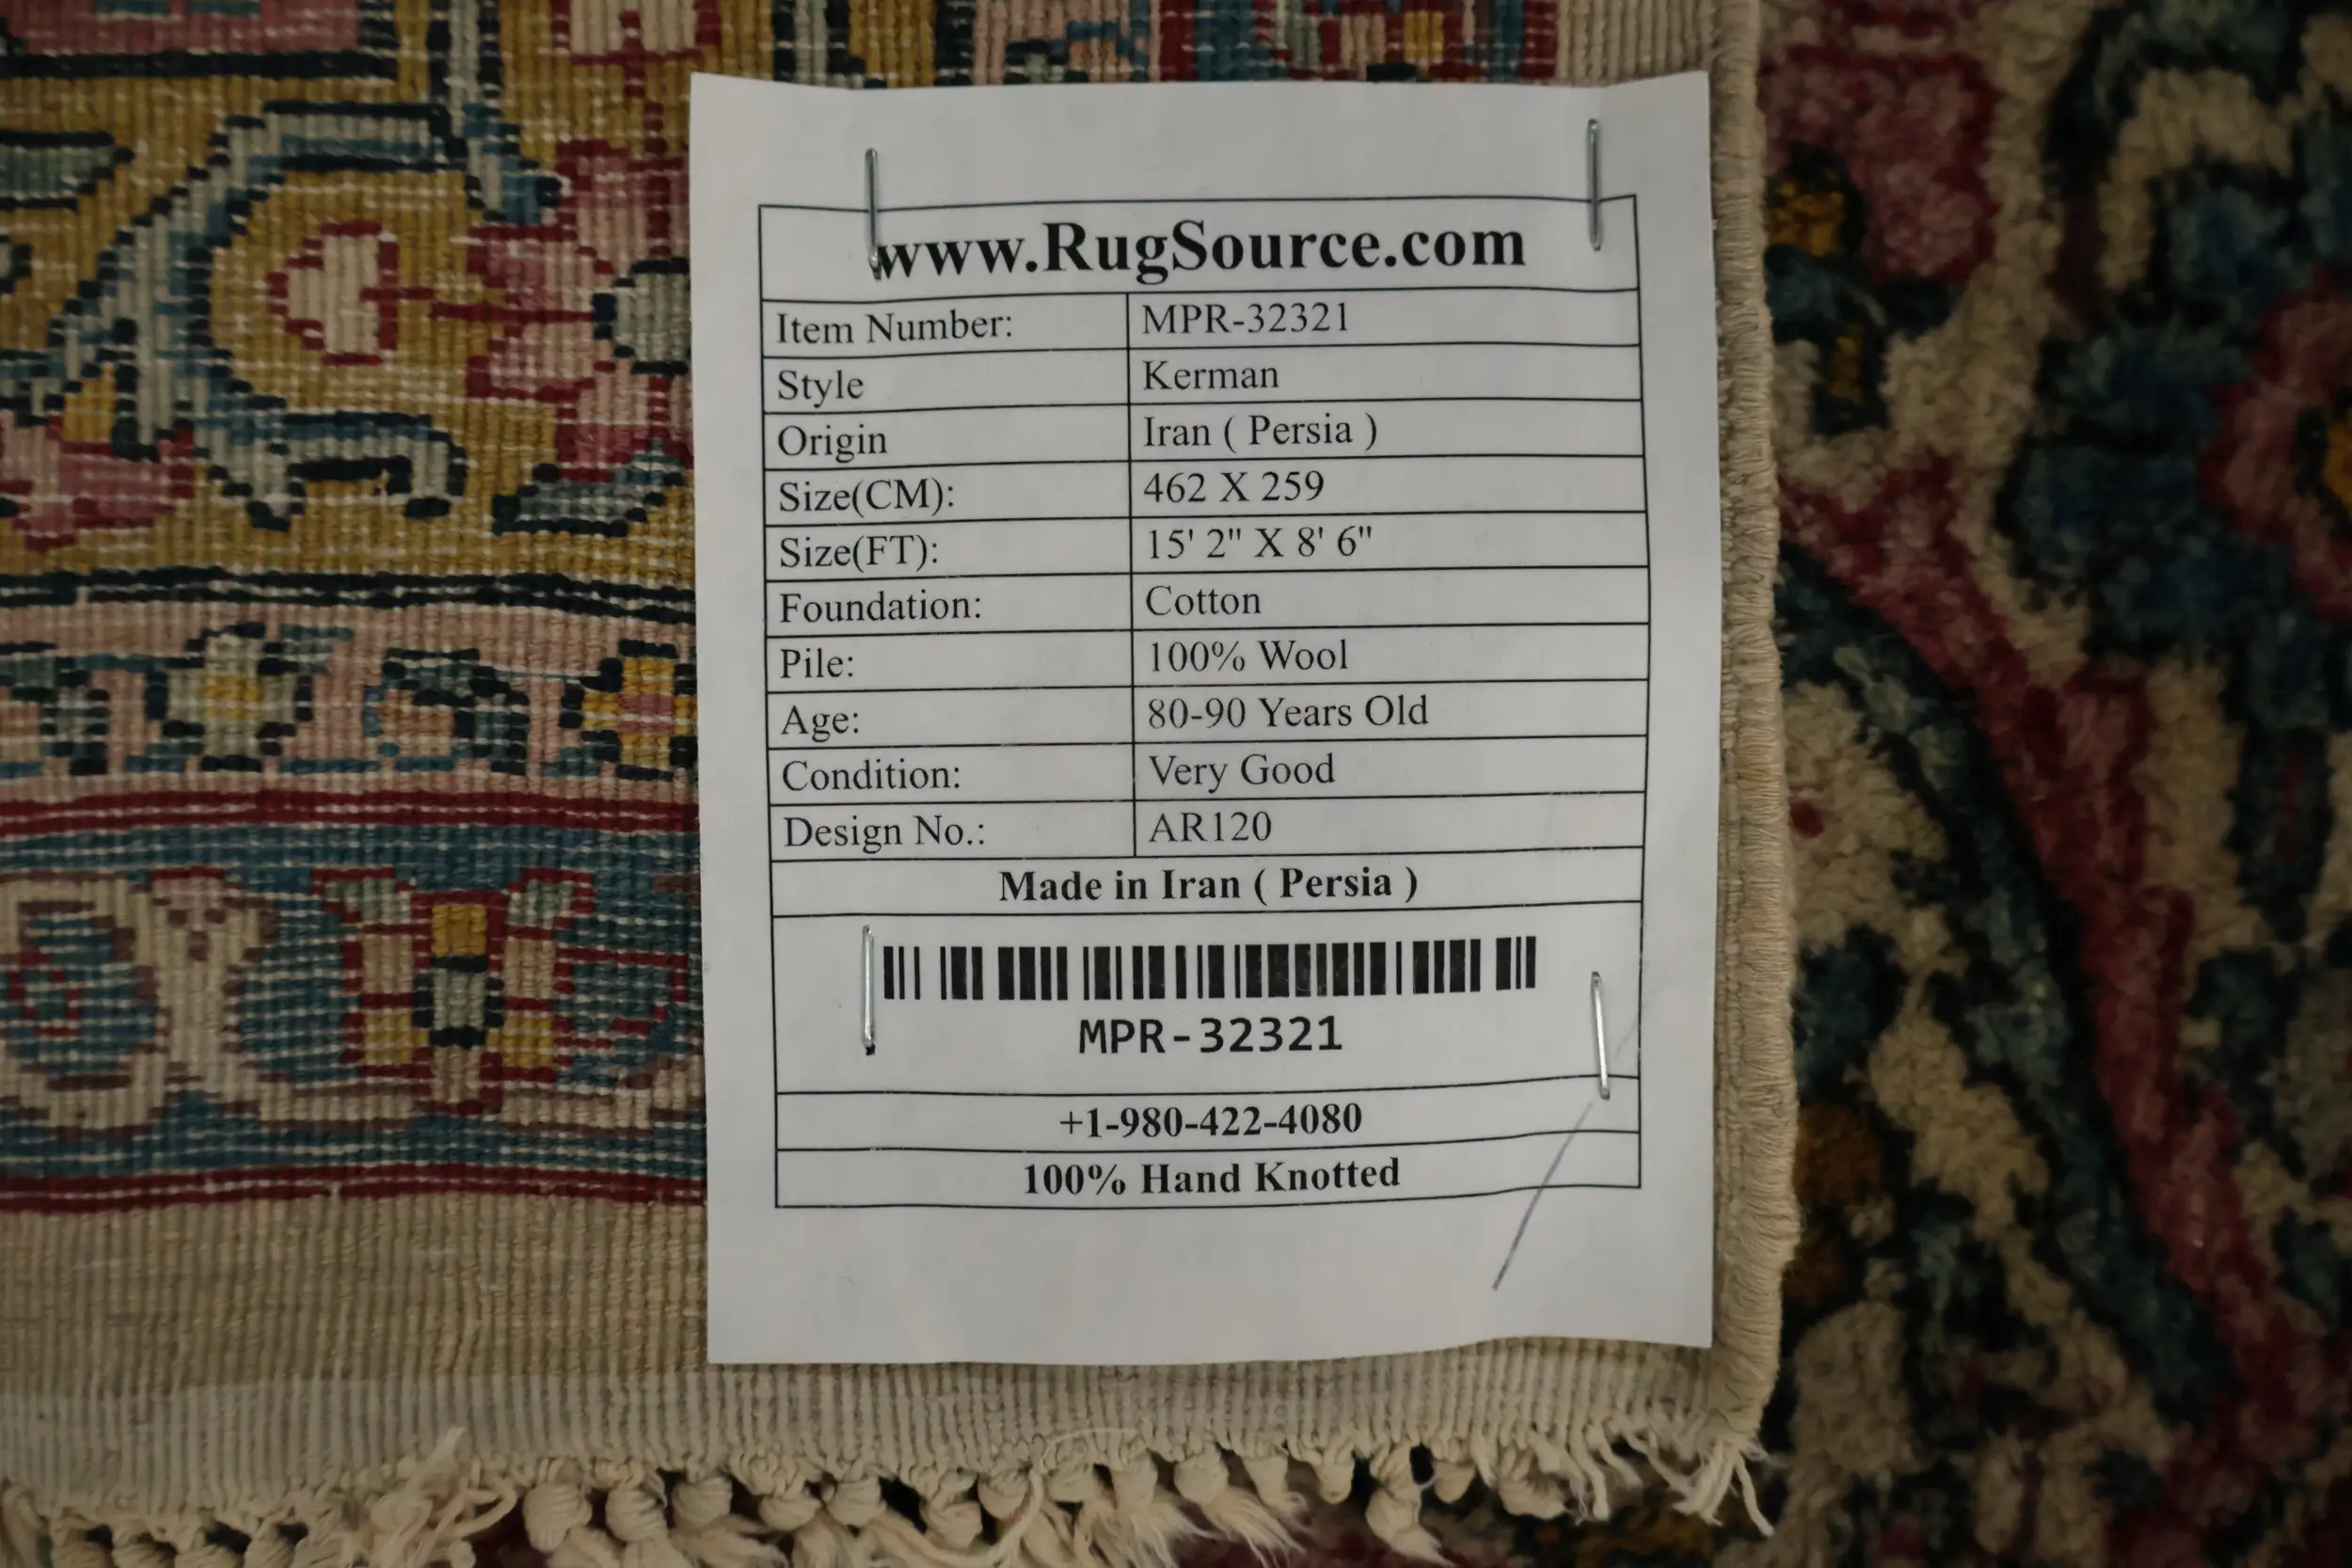 www.RugSource.com
Item Number: MPR-32321
Style Kerman
Origin Iran ( Persia )
Size(CM): 462 X 259
Size(FT): 15' 2" X 8' 6"
Foundation: Cotton
Pile: 100% Wool
Age: 80-90 Years Old
Condition: Very Good
Design No.: AR120
Made in Iran ( Persia )
MPR-32321
+1-980-422-4080
100% Hand Knotted